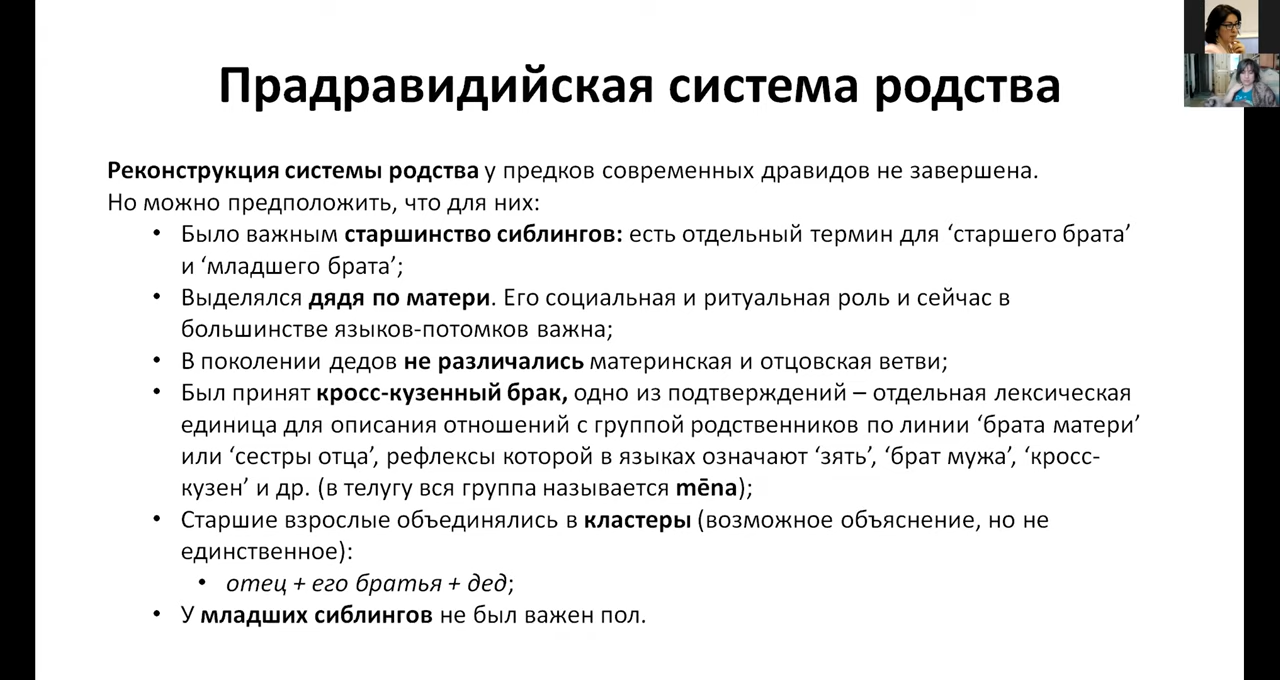 Прадравидийская система родства
Реконструкция системы родства у предков современных дравидов не завершена.
Но можно предположить, что для них:
• Было важным старшинство сиблингов: есть отдельный термин для ‘старшего брата’
и ‘младшего брата’;
• Выделялся дядя по матери. Его социальная и ритуальная роль и сейчас в
большинстве языков-потомков важна;
• В поколении дедов не различались материнская и отцовская ветви;
• Был принят кросс-кузенный брак, одно из подтверждений – отдельная лексическая
единица для описания отношений с группой родственников по линии ‘брата матери’
или ‘сестры отца’, рефлексы которой в языках означают ‘зять’, ‘брат мужа’, ‘кросс-
кузен’ и др. (в телугу вся группа называется mēna);
• Старшие взрослые объединялись в кластеры (возможное объяснение, но не
единственное):
• отец + его братья + дед;
• У младших сиблингов не был важен пол.